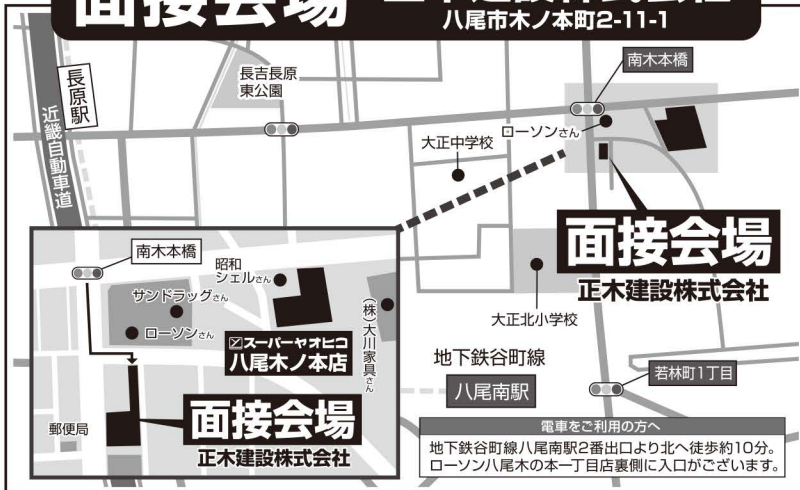 面接会場 正木建設株式会社
八尾市木ノ本町2-11-1
長原駅
近畿自動車道
長吉長原
東公園
南木本橋
ローソンさん
大正中学校
面接会場
正木建設株式会社
大正北小学校
地下鉄谷町線
八尾南駅
若林町1丁目
電車をご利用の方へ
地下鉄谷町線八尾南駅2番出口より北へ徒歩約10分。
ローソン八尾木の本一丁目店裏側に入口がございます。
南木本橋
昭和
シェルさん
サンドラッグさん
ローソンさん
(株)大川家具さん
スーパーヤオヒコ
八尾木ノ本店
面接会場
正木建設株式会社
郵便局